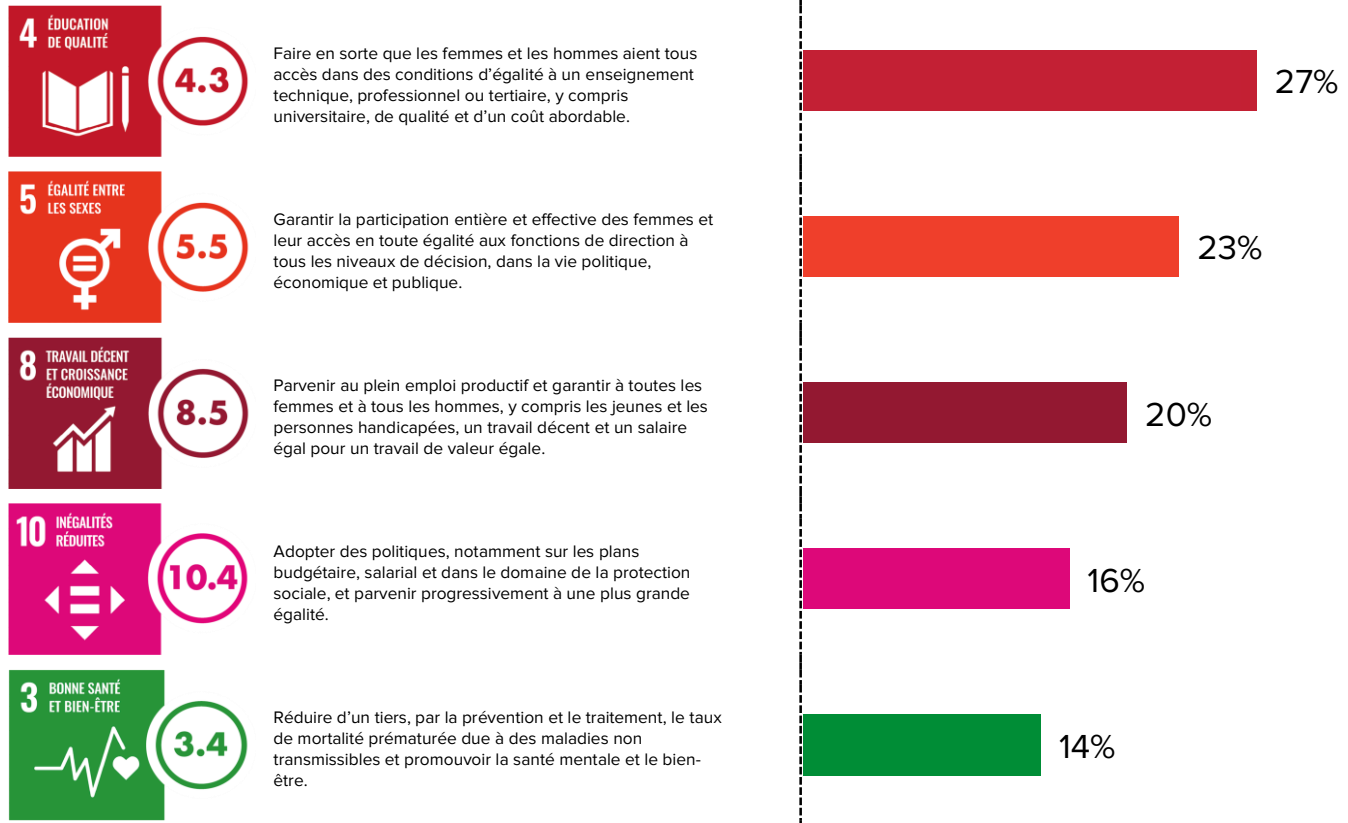 4 ÉDUCATION
DE QUALITÉ
4.3
Faire en sorte que les femmes et les hommes aient tous
accès dans des conditions d’égalité à un enseignement
technique, professionnel ou tertiaire, y compris
universitaire, de qualité et d’un coût abordable.
27%
5 ÉGALITÉ ENTRE
LES SEXES
5.5
Garantir la participation entière et effective des femmes et
leur accès en toute égalité aux fonctions de direction à
tous les niveaux de décision, dans la vie politique,
économique et publique.
23%
8 TRAVAIL DÉCENT
ET CROISSANCE
ÉCONOMIQUE
8.5
Parvenir au plein emploi productif et garantir à toutes les
femmes et à tous les hommes, y compris les jeunes et les
personnes handicapées, un travail décent et un salaire
égal pour un travail de valeur égale.
20%
10 INÉGALITÉS
RÉDUITES
10.4
Adopter des politiques, notamment sur les plans
budgétaire, salarial et dans le domaine de la protection
sociale, et parvenir progressivement à une plus grande
égalité.
16%
3 BONNE SANTÉ
ET BIEN-ÊTRE
3.4
Réduire d’un tiers, par la prévention et le traitement, le taux
de mortalité prématurée due à des maladies non
transmissibles et promouvoir la santé mentale et le bien-
être.
14%